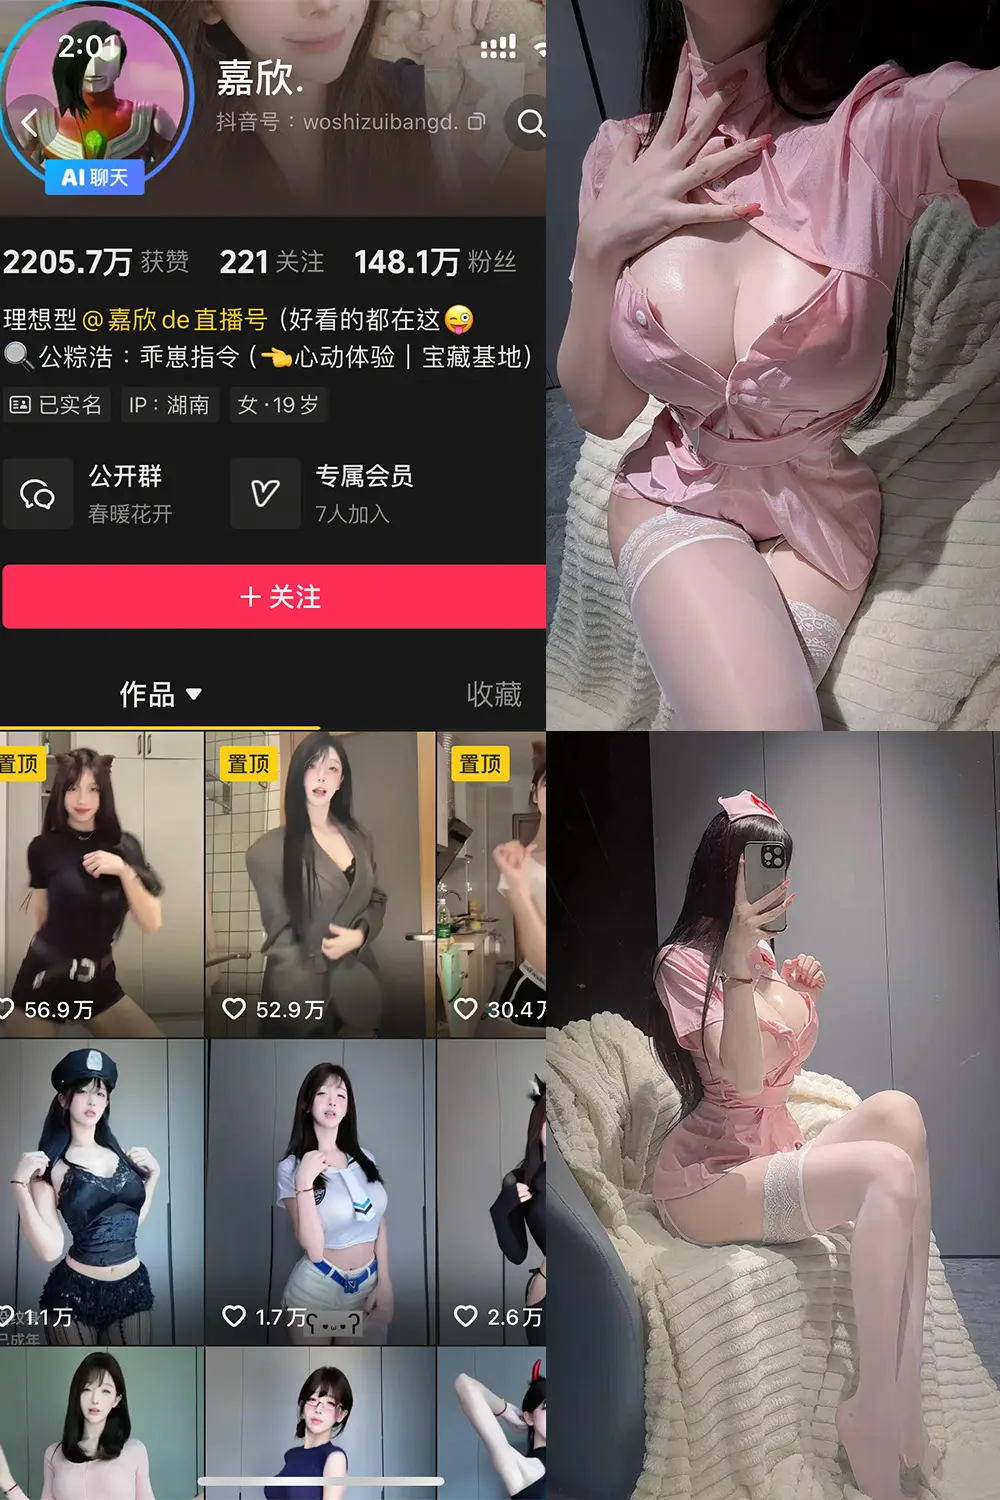 2:01
嘉欣.
抖音号：woshizuibangd.
AI 聊天
2205.7万 获赞 221 关注 148.1万 粉丝
理想型@嘉欣de直播号 (好看的都在这😜
🔍公粽浩：乖崽指令 (👈心动体验｜宝藏基地)
已实名 IP：湖南 女·19岁
公开群 专属会员
春暖花开 7人加入
+ 关注
作品 收藏
置顶 置顶 置顶
56.9万 52.9万 30.4万
1.1万 1.7万 2.6万
已成年